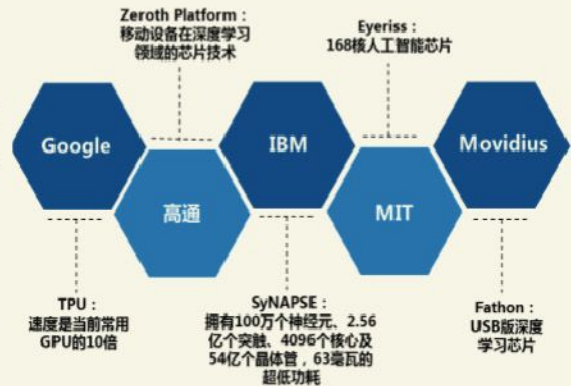 Zeroth Platform：
移动设备在深度学习
领域的芯片技术
Eyeriss：
168核人工智能芯片
Google
IBM
Movidius
高通
MIT
TPU：
速度是当前常用
GPU的10倍
SyNAPSE：
拥有100万个神经元、2.56
亿个突触、4096个核心及
54亿个晶体管，63毫瓦的
超低功耗
Fathon：
USB版深度
学习芯片